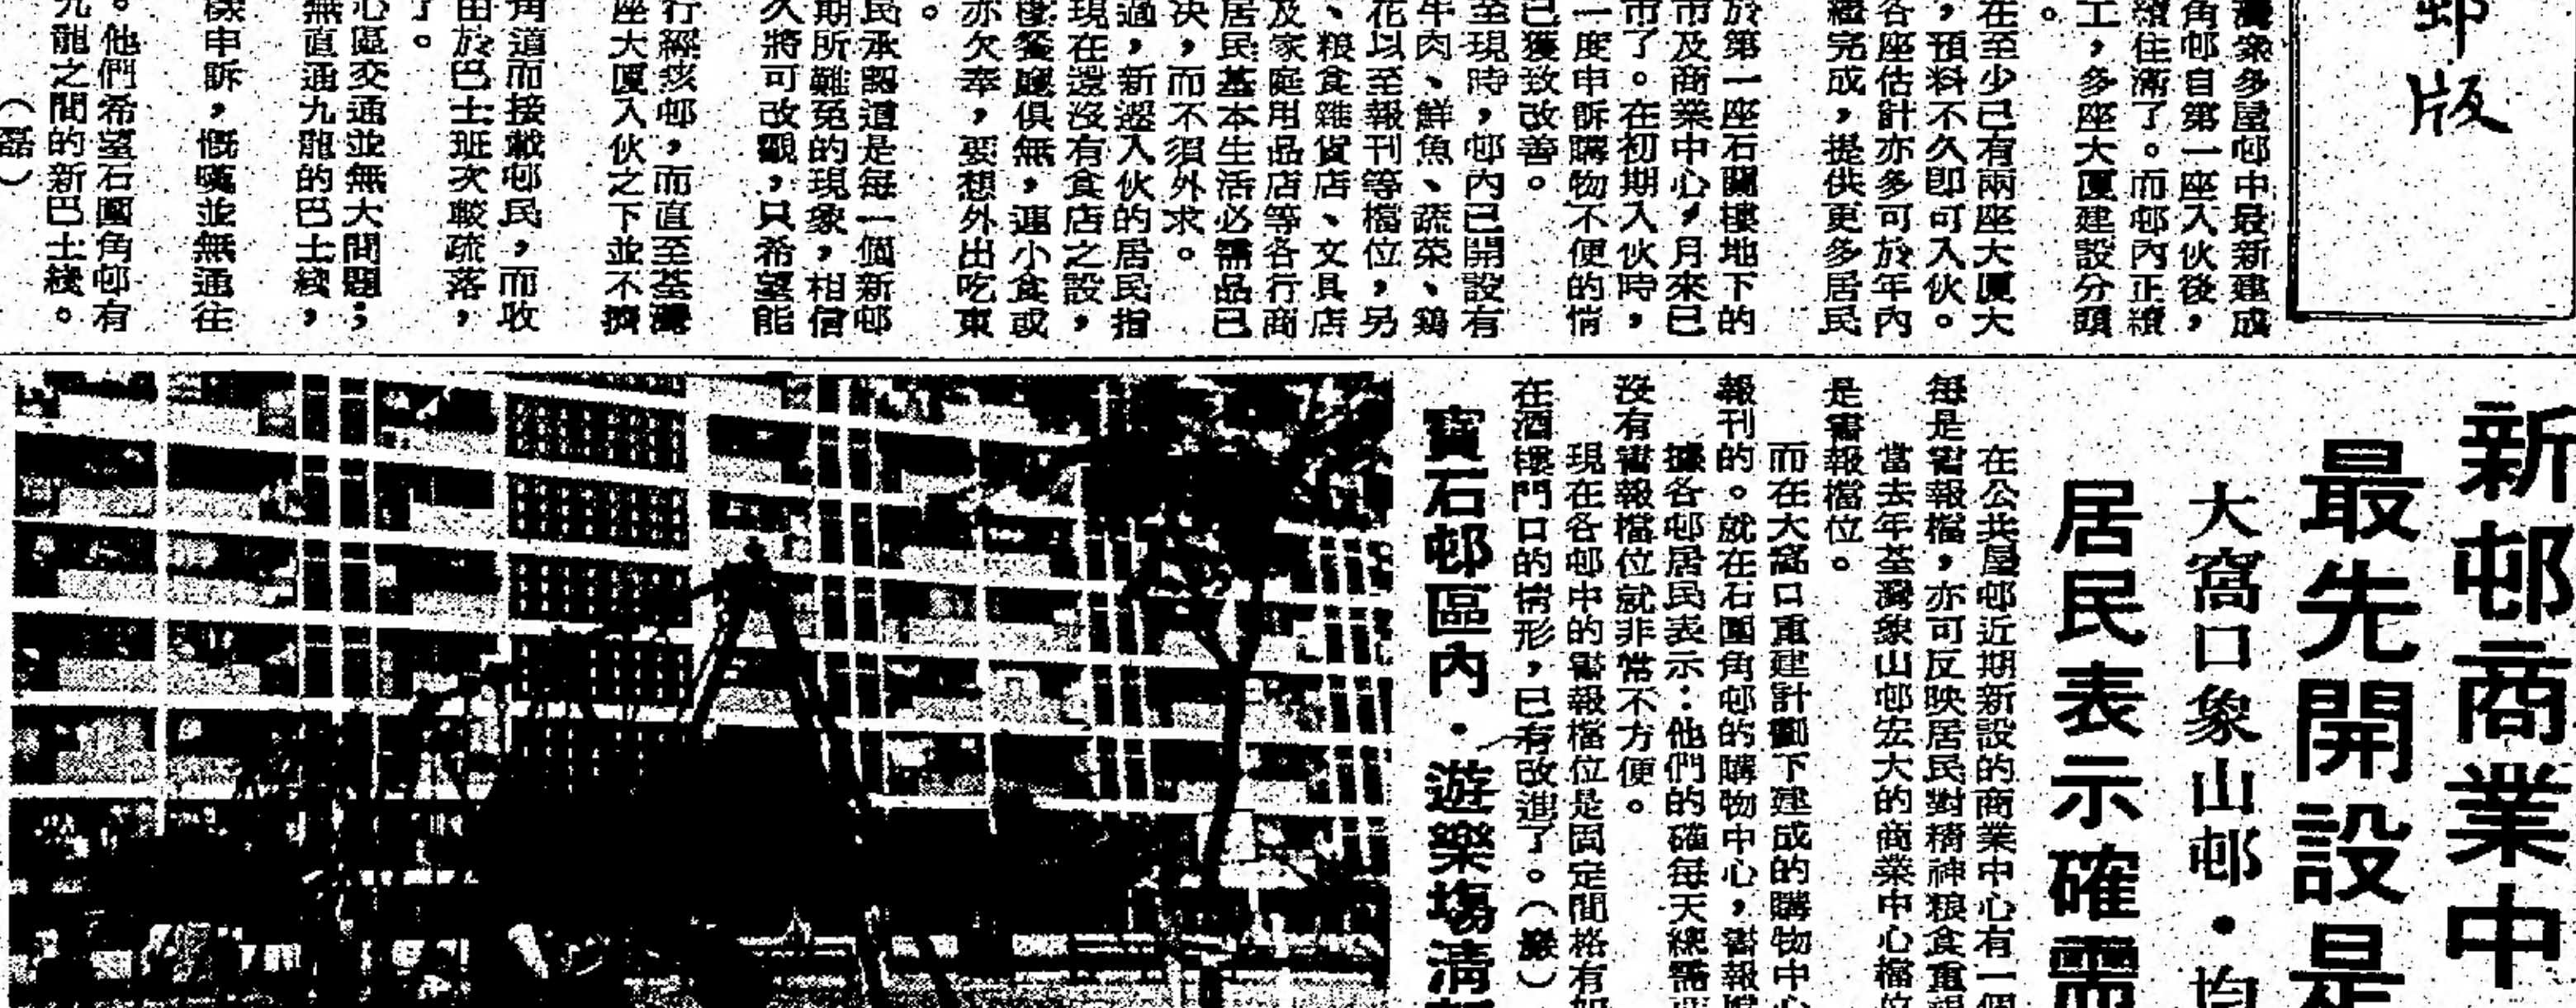 邨版
灣衆多屋邨中最新建成
角邨自第一座入伙後，
續住滿了。而邨內正續
工，多座大厦建設分頭
。
在至少已有兩座大厦大
，預料不久即可入伙。
各座估計亦多可於年內
續完成，提供更多居民
於第一座石圍樓地下的
市及商業中心，月來已
市了。在初期入伙時，
一度申訴購物不便的情
已獲致改善。
至現時，邨內已開設有
牛肉、鮮魚、蔬菜、鷄
花以至報刊等檔位，另
、粮食雜貨店、文具店
及家庭用品店等各行商
居民基本生活必需品已
決，而不須外求。
過，新遷入伙的居民指
現在還沒有食店之設，
樓餐廳俱無，連小食或
亦欠奉，要想外出吃東
。
民承認這是每一個新邨
期所難免的現象，相信
久將可改觀，只希望能
行經該邨，而直至荃灣
座大厦入伙之下並不擠
角道而接載邨民，而收
由於巴士班次較疏落，
了。
心區交通並無大問題；
無直通九龍的巴士綫，
申訴，慨嘆並無通往
。他們希望石圍角邨有
九龍之間的新巴士綫。
（磊）
新邨商業中
最先開設是
大窩口象山邨・均
居民表示確需
在公共屋邨近期新設的商業中心有一個
每是書報檔，亦可反映居民對精神粮食重視
當去年荃灣象山邨宏大的商業中心檔位
是書報檔位。
而在大窩口重建計劃下建成的購物中心
報刊的。就在石圍角邨的購物中心，書報檔
據各邨居民表示：他們的確每天總需
沒有書報檔位就非常不方便。
現在各邨中的書報檔位是固定間格有如
在酒樓門口的情形，已有改進了。（燦）
寶石邨區內・遊樂塲清